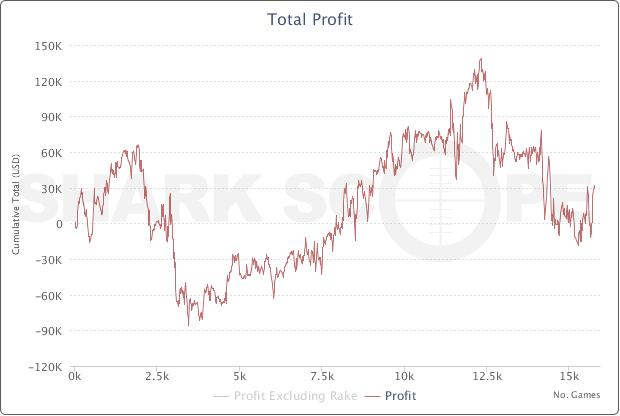 Total Profit
150K
120K
90K
60K
30K
0
-30K
-60K
-90K
-120K
Cumulative Total (USD)
SHARK SCOPE
0k
2.5k
5k
7.5k
10k
12.5k
15k
No. Games
Profit Excluding Rake
Profit